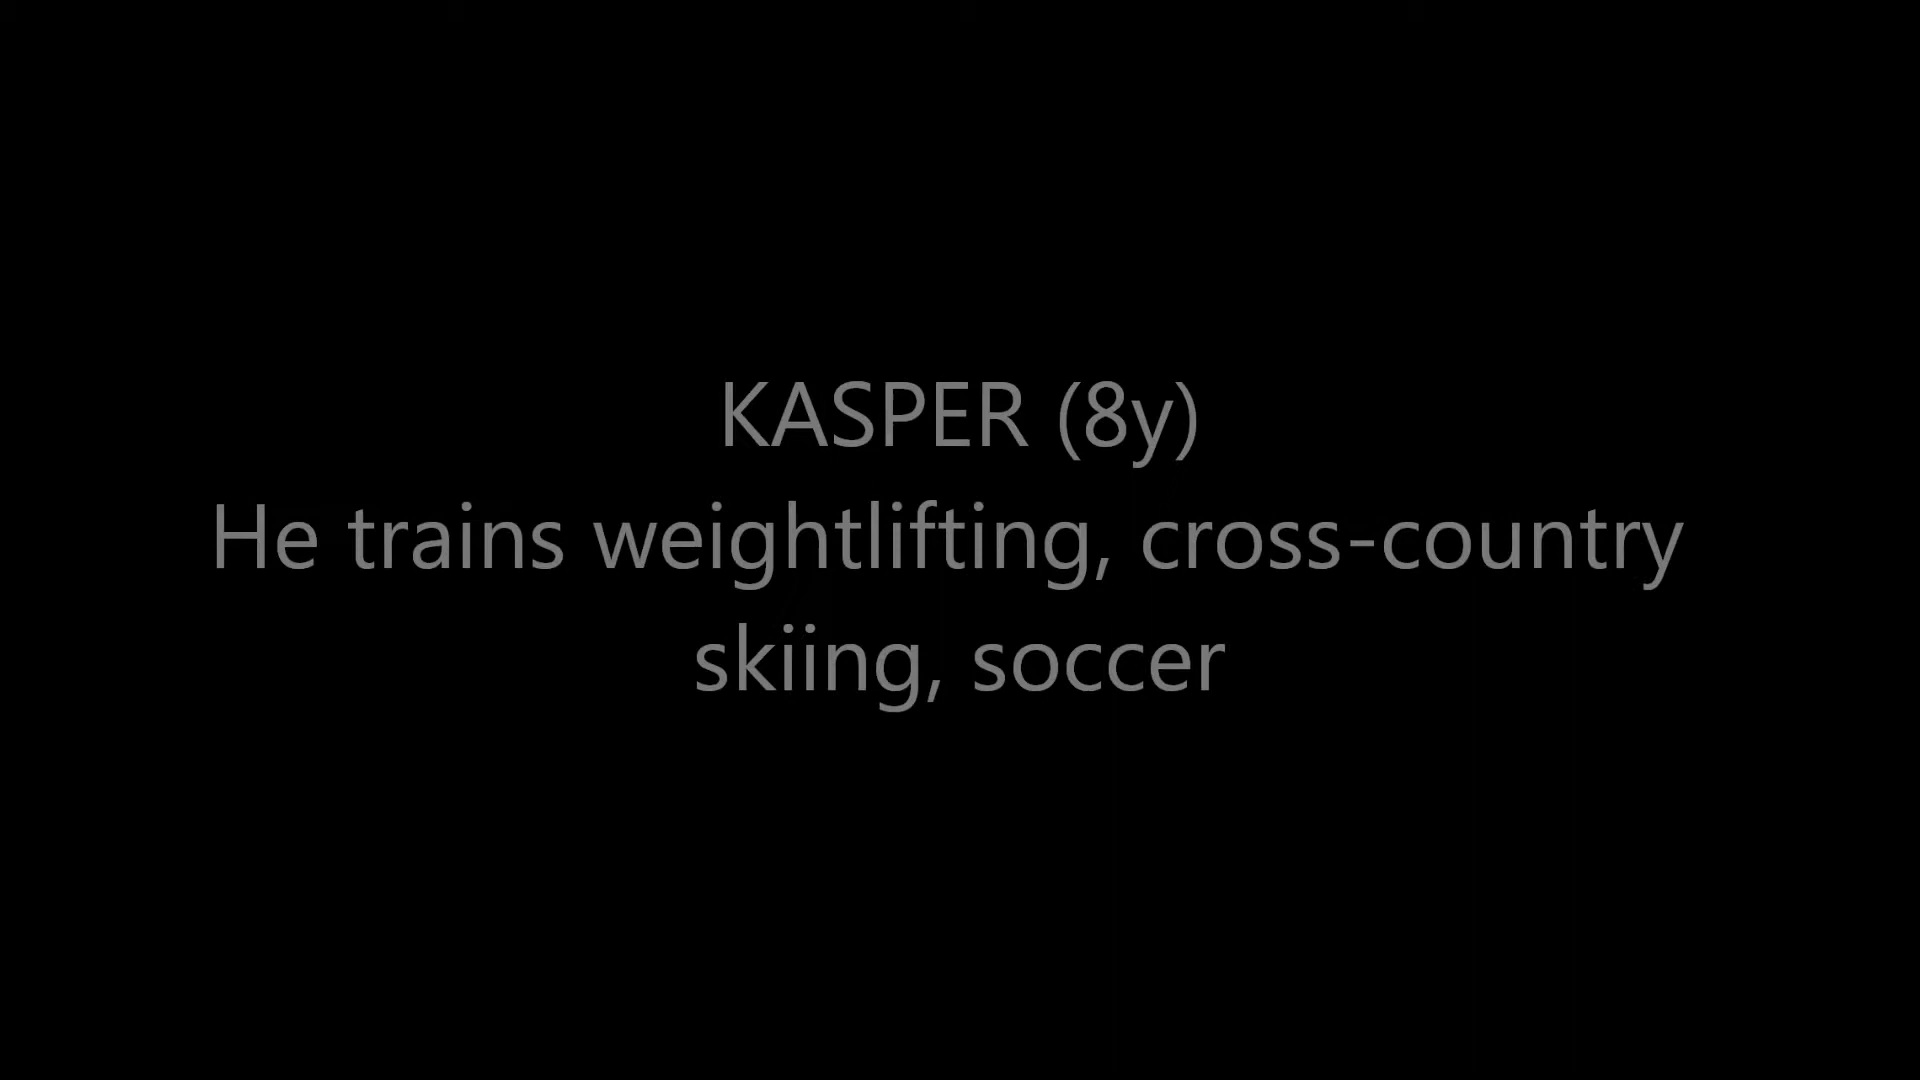 KASPER (8y)
He trains weightlifting, cross-country
skiing, soccer